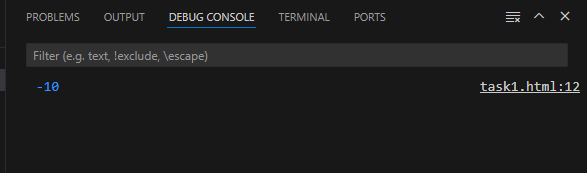 PROBLEMS OUTPUT DEBUG CONSOLE TERMINAL PORTS
Filter (e.g. text, !exclude, \escape)
-10 task1.html:12